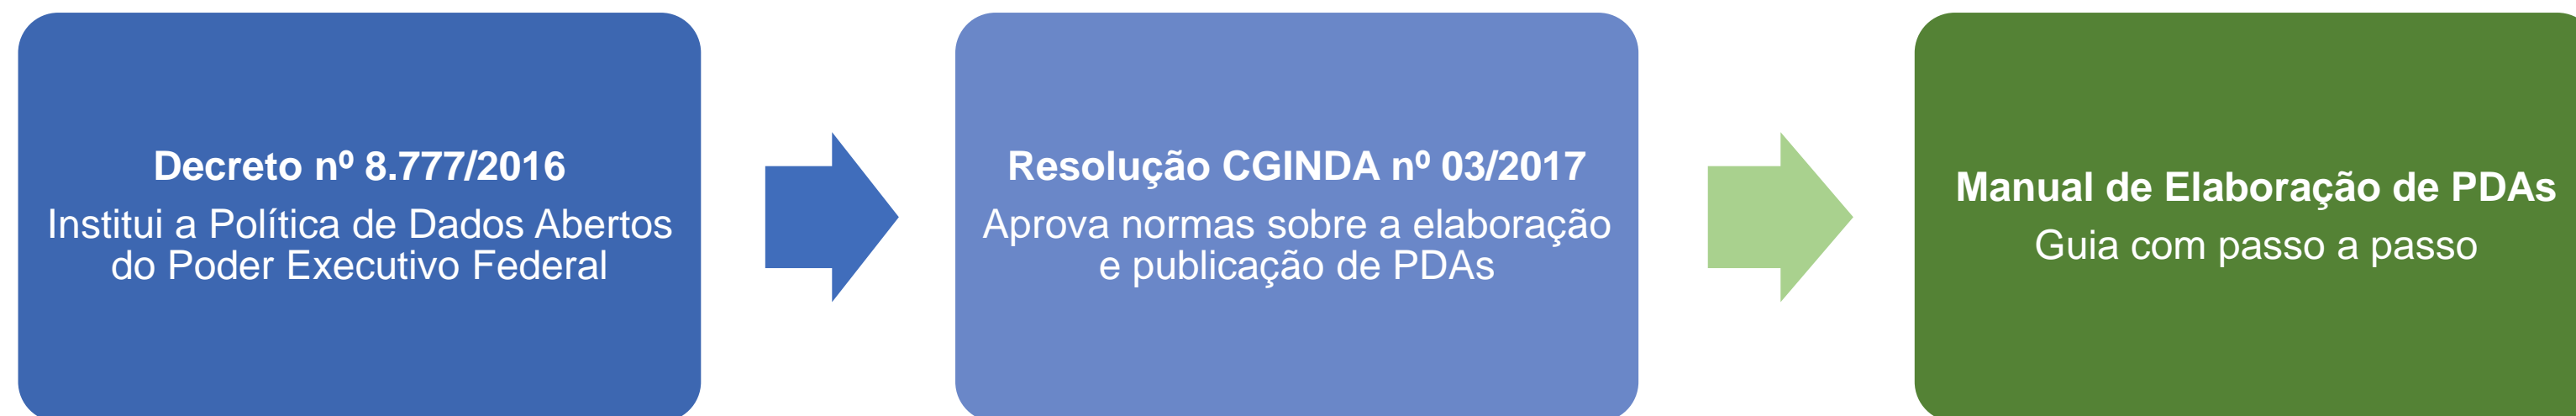 Decreto nº 8.777/2016
Institui a Política de Dados Abertos
do Poder Executivo Federal
Resolução CGINDA nº 03/2017
Aprova normas sobre a elaboração
e publicação de PDAs
Manual de Elaboração de PDAs
Guia com passo a passo